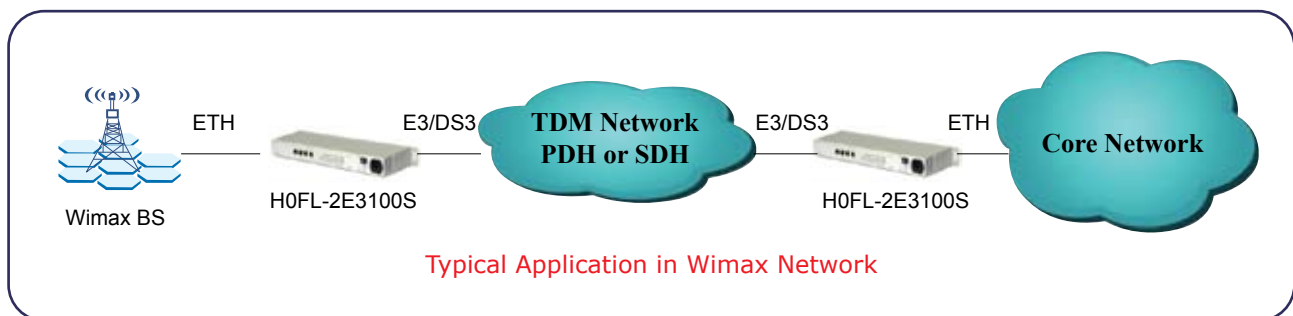 Wimax BS
ETH
H0FL-2E3100S
E3/DS3
TDM Network
PDH or SDH
E3/DS3
H0FL-2E3100S
ETH
Core Network
Typical Application in Wimax Network